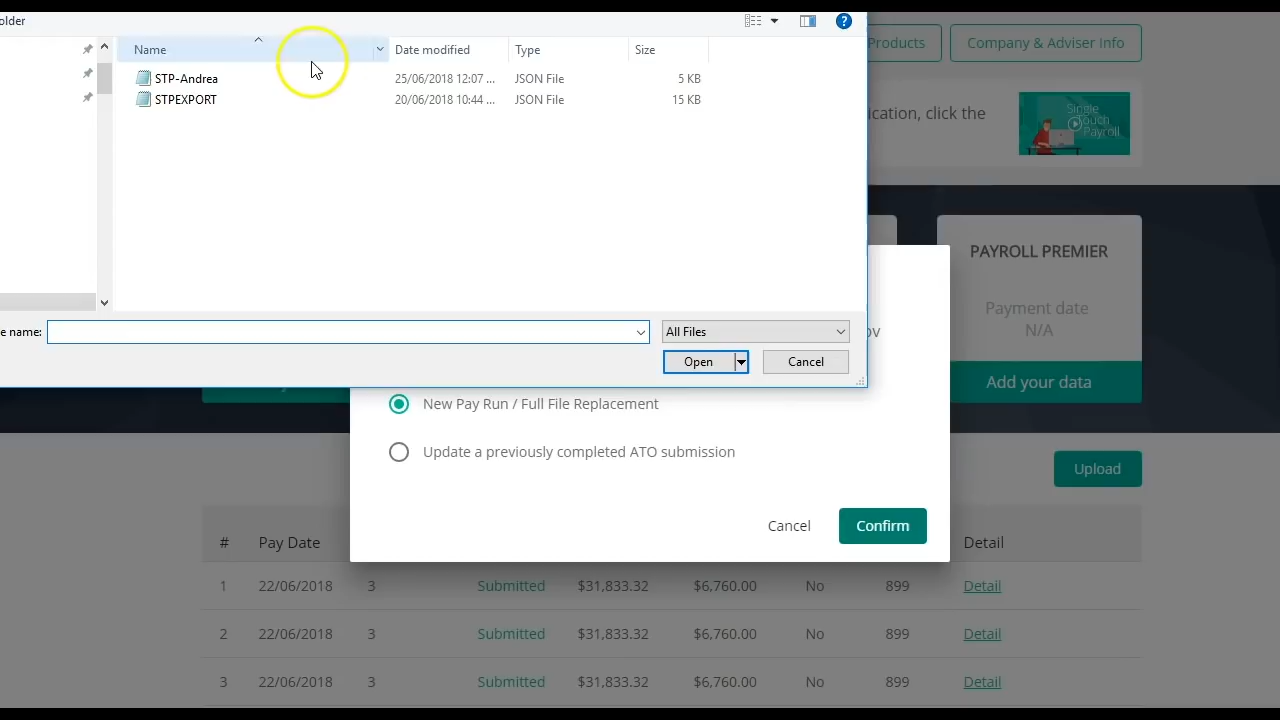 older
?
Products
Company & Adviser Info
Name
Date modified
Type
Size
STP-Andrea
25/06/2018 12:07 ...
JSON File
5 KB
STPEXPORT
20/06/2018 10:44 ...
JSON File
15 KB
ication, click the
Single
Touch
Payroll
PAYROLL PREMIER
Payment date
N/A
Add your data
e name:
All Files
ov
Open
Cancel
New Pay Run / Full File Replacement
Update a previously completed ATO submission
Upload
Cancel
Confirm
# Pay Date Detail
1 22/06/2018 3 Submitted $31,833.32 $6,760.00 No 899 Detail
2 22/06/2018 3 Submitted $31,833.32 $6,760.00 No 899 Detail
3 22/06/2018 3 Submitted $31,833.32 $6,760.00 No 899 Detail